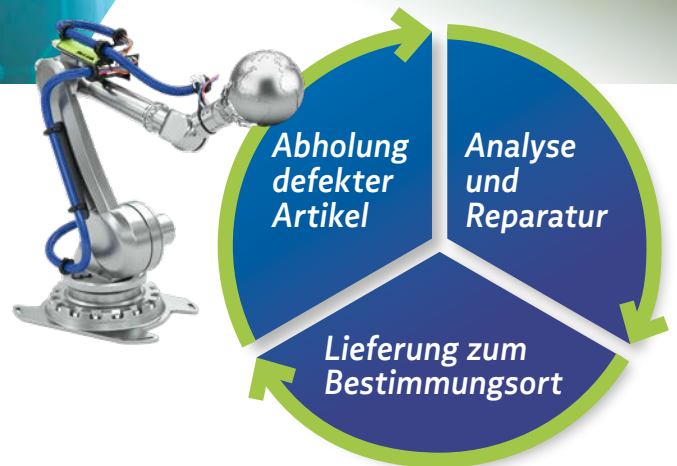 Abholung
defekter
Artikel
Analyse
und
Reparatur
Lieferung zum
Bestimmungsort